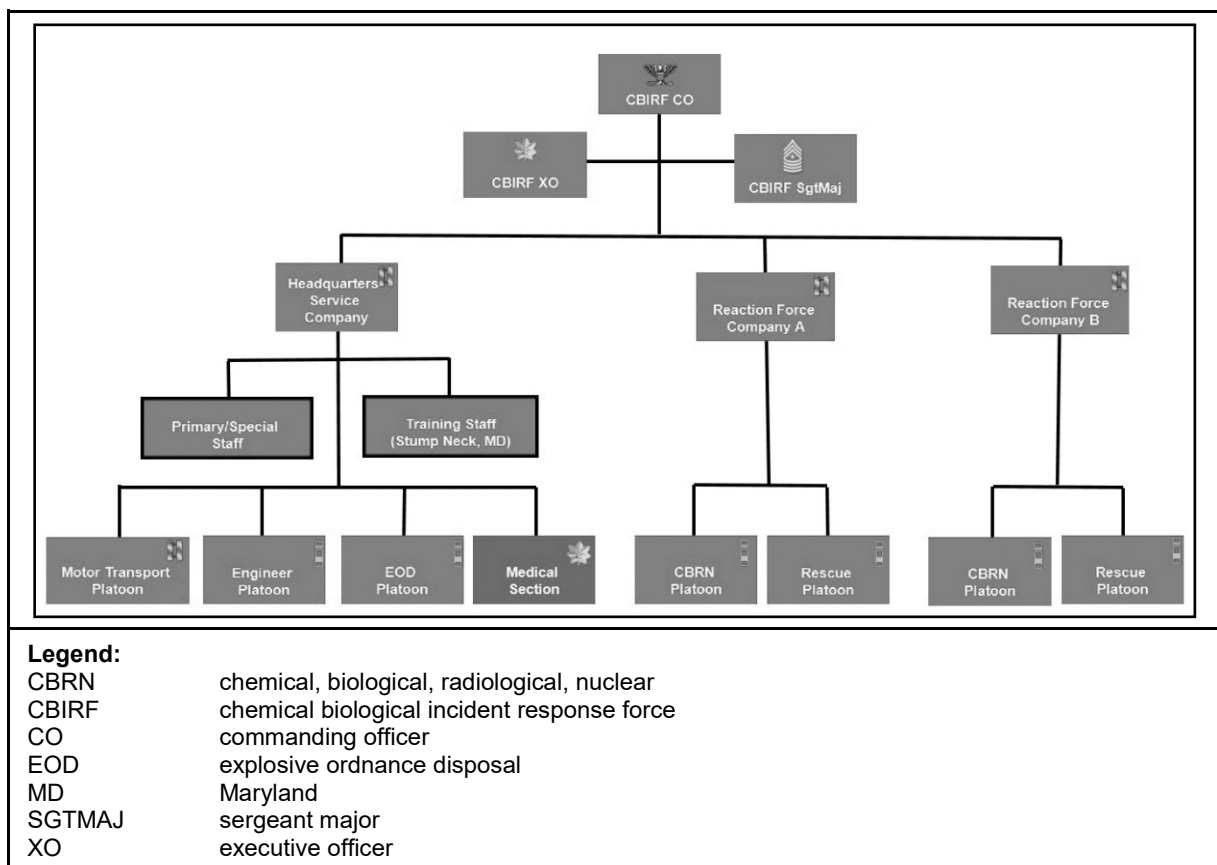 CBIRF CO
CBIRF XO
CBIRF SgtMaj
Headquarters
Service
Company
Reaction Force
Company A
Reaction Force
Company B
Primary/Special
Staff
Training Staff
(Stump Neck, MD)
Motor Transport
Platoon
Engineer
Platoon
EOD
Platoon
Medical
Section
CBRN
Platoon
Rescue
Platoon
CBRN
Platoon
Rescue
Platoon
Legend:
CBRN chemical, biological, radiological, nuclear
CBIRF chemical biological incident response force
CO commanding officer
EOD explosive ordnance disposal
MD Maryland
SGTMAJ sergeant major
XO executive officer